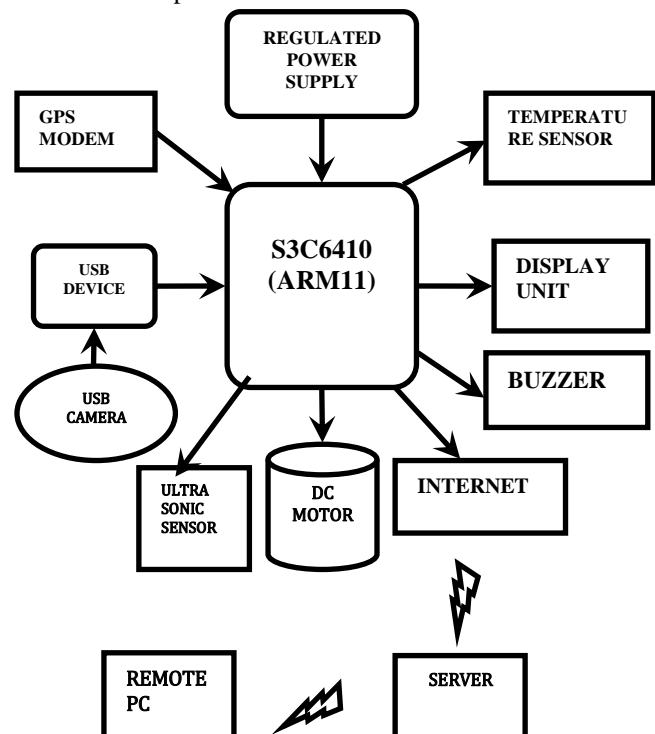 REGULATED
POWER
SUPPLY
GPS
MODEM
TEMPERATU
RE SENSOR
S3C6410
(ARM11)
USB
DEVICE
DISPLAY
UNIT
BUZZER
USB
CAMERA
ULTRA
SONIC
SENSOR
DC
MOTOR
INTERNET
REMOTE
PC
SERVER